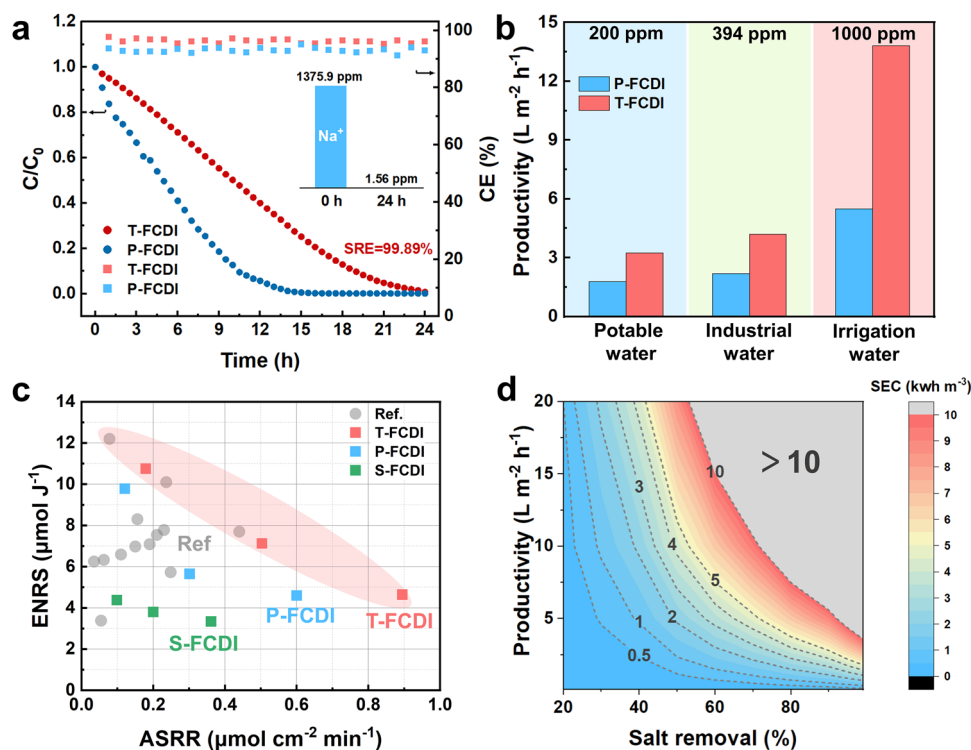 a
1.2
1.0
0.8
0.6
0.4
0.2
0.0
C/C0
0
3
6
9
12
15
18
21
24
Time (h)
100
80
60
40
20
0
CE (%)
1375.9 ppm
Na+
1.56 ppm
0 h
24 h
SRE=99.89%
T-FCDI
P-FCDI
T-FCDI
P-FCDI
b
15
12
9
6
3
0
Productivity (L m-2 h-1)
200 ppm
394 ppm
1000 ppm
P-FCDI
T-FCDI
Potable water
Industrial water
Irrigation water
c
14
12
10
8
6
4
2
0
ENRS (μmol J-1)
Ref.
T-FCDI
P-FCDI
S-FCDI
Ref
P-FCDI
T-FCDI
S-FCDI
0.0
0.2
0.4
0.6
0.8
1.0
ASRR (μmol cm-2 min-1)
d
20
15
10
5
Productivity (L m-2 h-1)
0.5
1
2
3
4
5
10
>10
20
40
60
80
Salt removal (%)
SEC (kwh m-3)
10
9
8
7
6
5
4
3
2
1
0